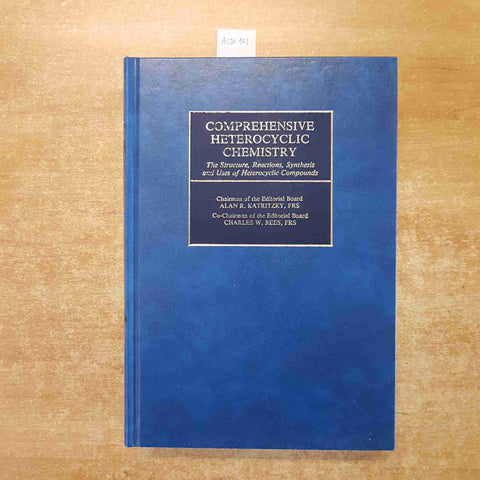 COMPREHENSIVE
HETEROCYCLIC
CHEMISTRY
The Structure, Reactions, Synthesis
and Uses of Heterocyclic Compounds
Chairman of the Editorial Board
ALAN R. KATRITZKY, FRS
Co-Chairman of the Editorial Board
CHARLES W. REES, FRS